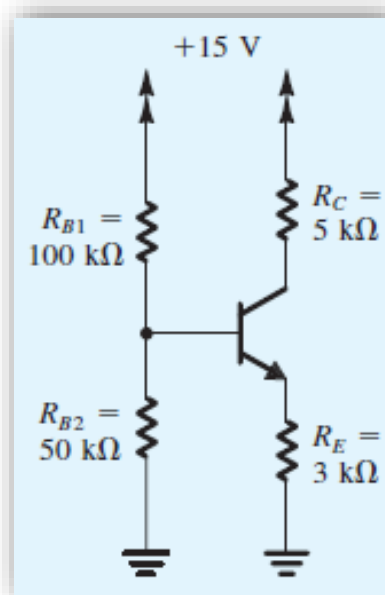 +15 V
R_B1 =
100 kΩ
R_C =
5 kΩ
R_B2 =
50 kΩ
R_E =
3 kΩ